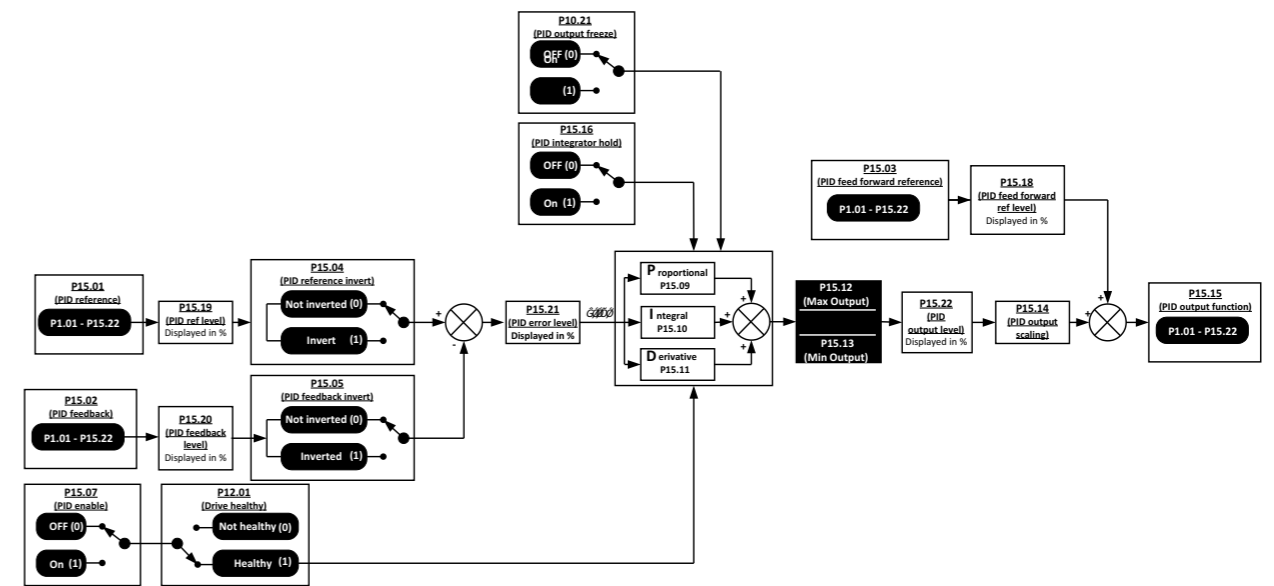 P10.21
(PID output freeze)
OFF (0)
On
(1)
P15.16
(PID integrator hold)
OFF (0)
On (1)
P15.03
(PID feed forward reference)
P1.01 - P15.22
P15.18
(PID feed forward
ref level)
Displayed in %
P15.01
(PID reference)
P1.01 - P15.22
P15.19
(PID ref level)
Displayed in %
P15.04
(PID reference invert)
Not inverted (0)
Invert (1)
+
-
P15.21
(PID error level)
Displayed in %
Proportional
P15.09
Integral
P15.10
Derivative
P15.11
+
+
+
P15.12
(Max Output)
P15.13
(Min Output)
P15.22
(PID
output level)
Displayed in %
P15.14
(PID output
scaling)
+
+
P15.15
(PID output function)
P1.01 - P15.22
P15.02
(PID feedback)
P1.01 - P15.22
P15.20
(PID feedback
level)
Displayed in %
P15.05
(PID feedback invert)
Not inverted (0)
Inverted (1)
P15.07
(PID enable)
OFF (0)
On (1)
P12.01
(Drive healthy)
Not healthy (0)
Healthy (1)